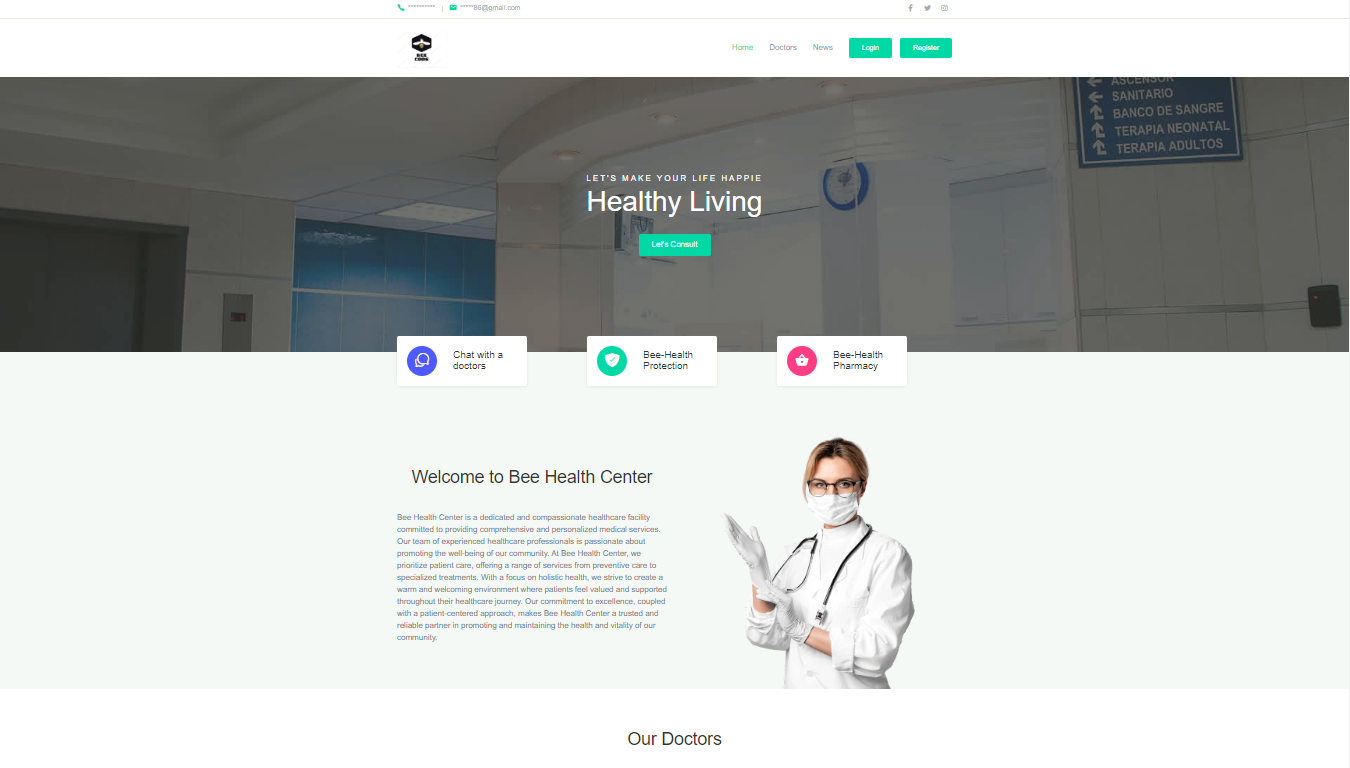 ********** | *****86@gmail.com
BEE
CODE
Home Doctors News Login Register
ASCENSOR
SANITARIO
BANCO DE SANGRE
TERAPIA NEONATAL
TERAPIA ADULTOS
LET'S MAKE YOUR LIFE HAPPIE
Healthy Living
Let's Consult
Chat with a
doctors
Bee-Health
Protection
Bee-Health
Pharmacy
Welcome to Bee Health Center
Bee Health Center is a dedicated and compassionate healthcare facility
committed to providing comprehensive and personalized medical services.
Our team of experienced healthcare professionals is passionate about
promoting the well-being of our community. At Bee Health Center, we
prioritize patient care, offering a range of services from preventive care to
specialized treatments. With a focus on holistic health, we strive to create a
warm and welcoming environment where patients feel valued and supported
throughout their healthcare journey. Our commitment to excellence, coupled
with a patient-centered approach, makes Bee Health Center a trusted and
reliable partner in promoting and maintaining the health and vitality of our
community.
Our Doctors